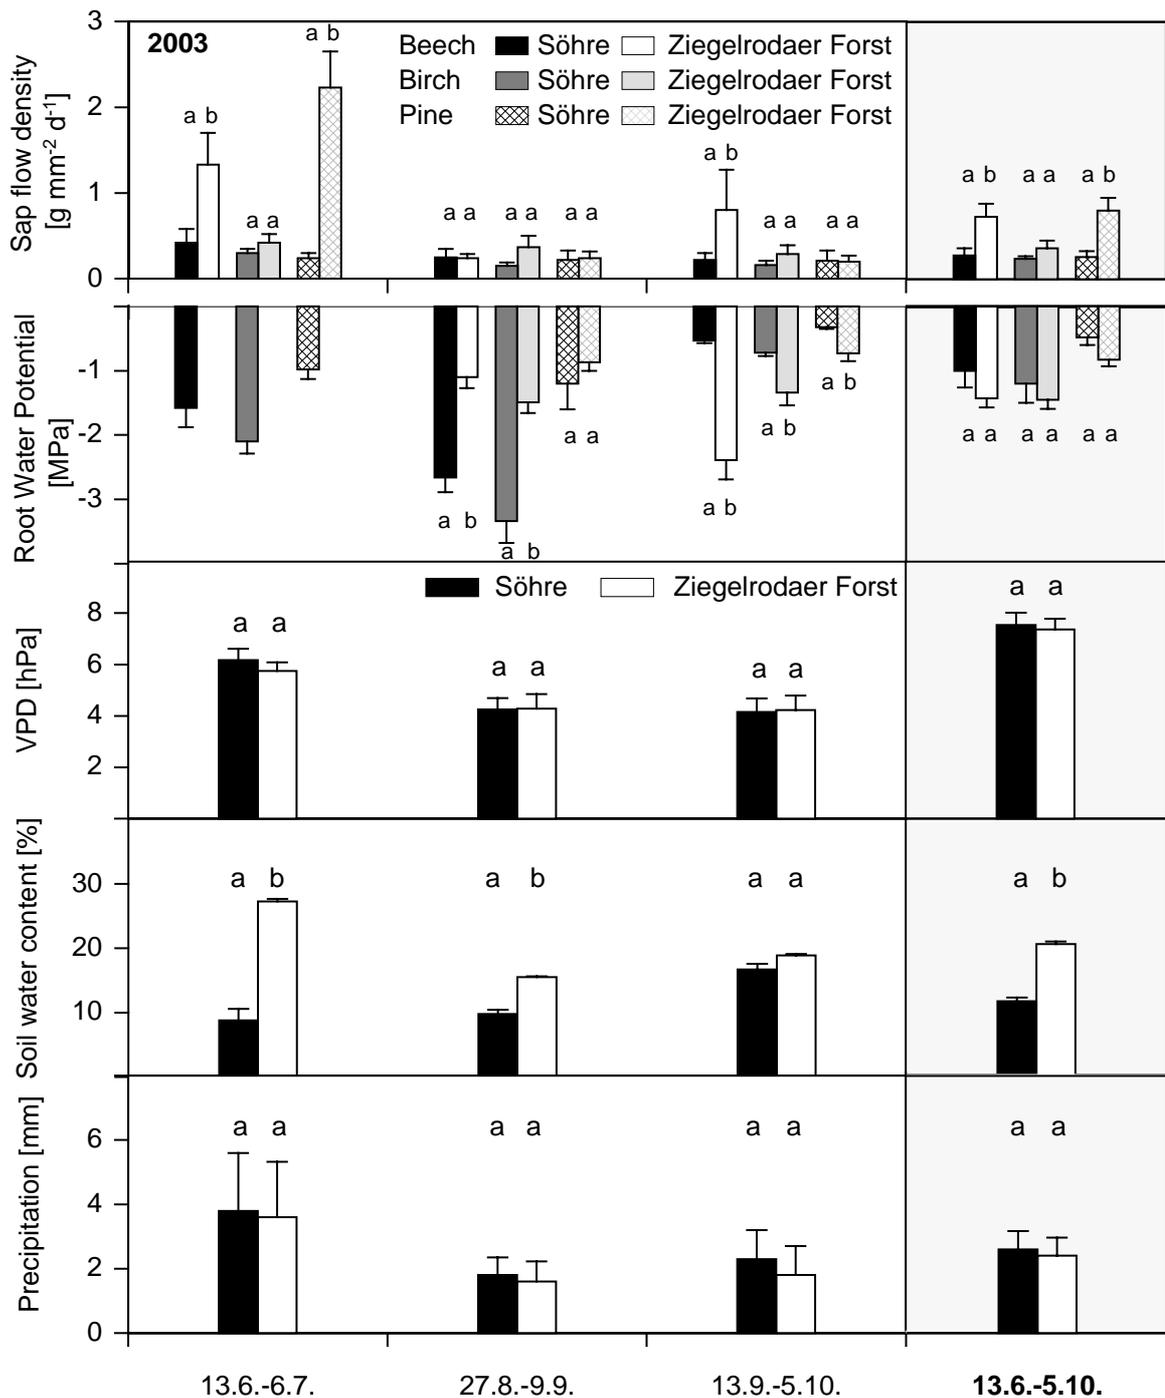 2003
Beech Söhre Ziegelrodaer Forst
Birch Söhre Ziegelrodaer Forst
Pine Söhre Ziegelrodaer Forst
Sap flow density
[g mm-2 d-1]
3
2
1
0
a b
a b
a a
a a
a a
a a
a b
a a
a a
a b
a a
a b
Root Water Potential
[MPa]
-1
-2
-3
a b
a b
a a
a b
a b
a b
a a
a a
a a
Söhre Ziegelrodaer Forst
VPD [hPa]
8
6
4
2
a a
a a
a a
a a
Soil water content [%]
30
20
10
a b
a b
a a
a b
Precipitation [mm]
6
4
2
0
a a
a a
a a
a a
13.6.-6.7. 27.8.-9.9. 13.9.-5.10. 13.6.-5.10.